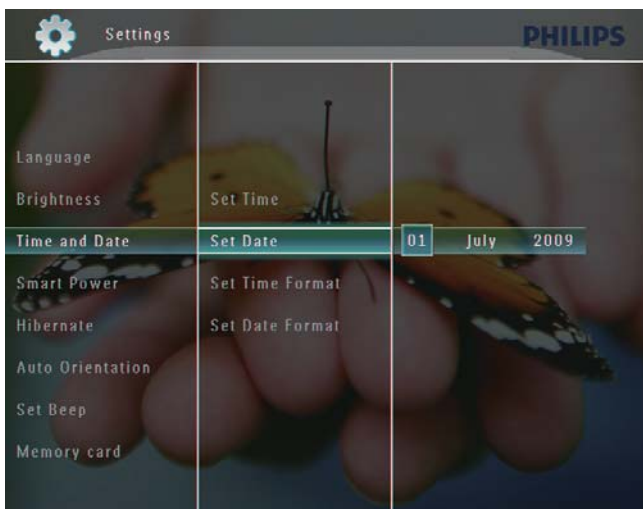 Settings
PHILIPS
Language
Brightness
Time and Date
Smart Power
Hibernate
Auto Orientation
Set Beep
Memory card
Set Time
Set Date
Set Time Format
Set Date Format
01 July 2009